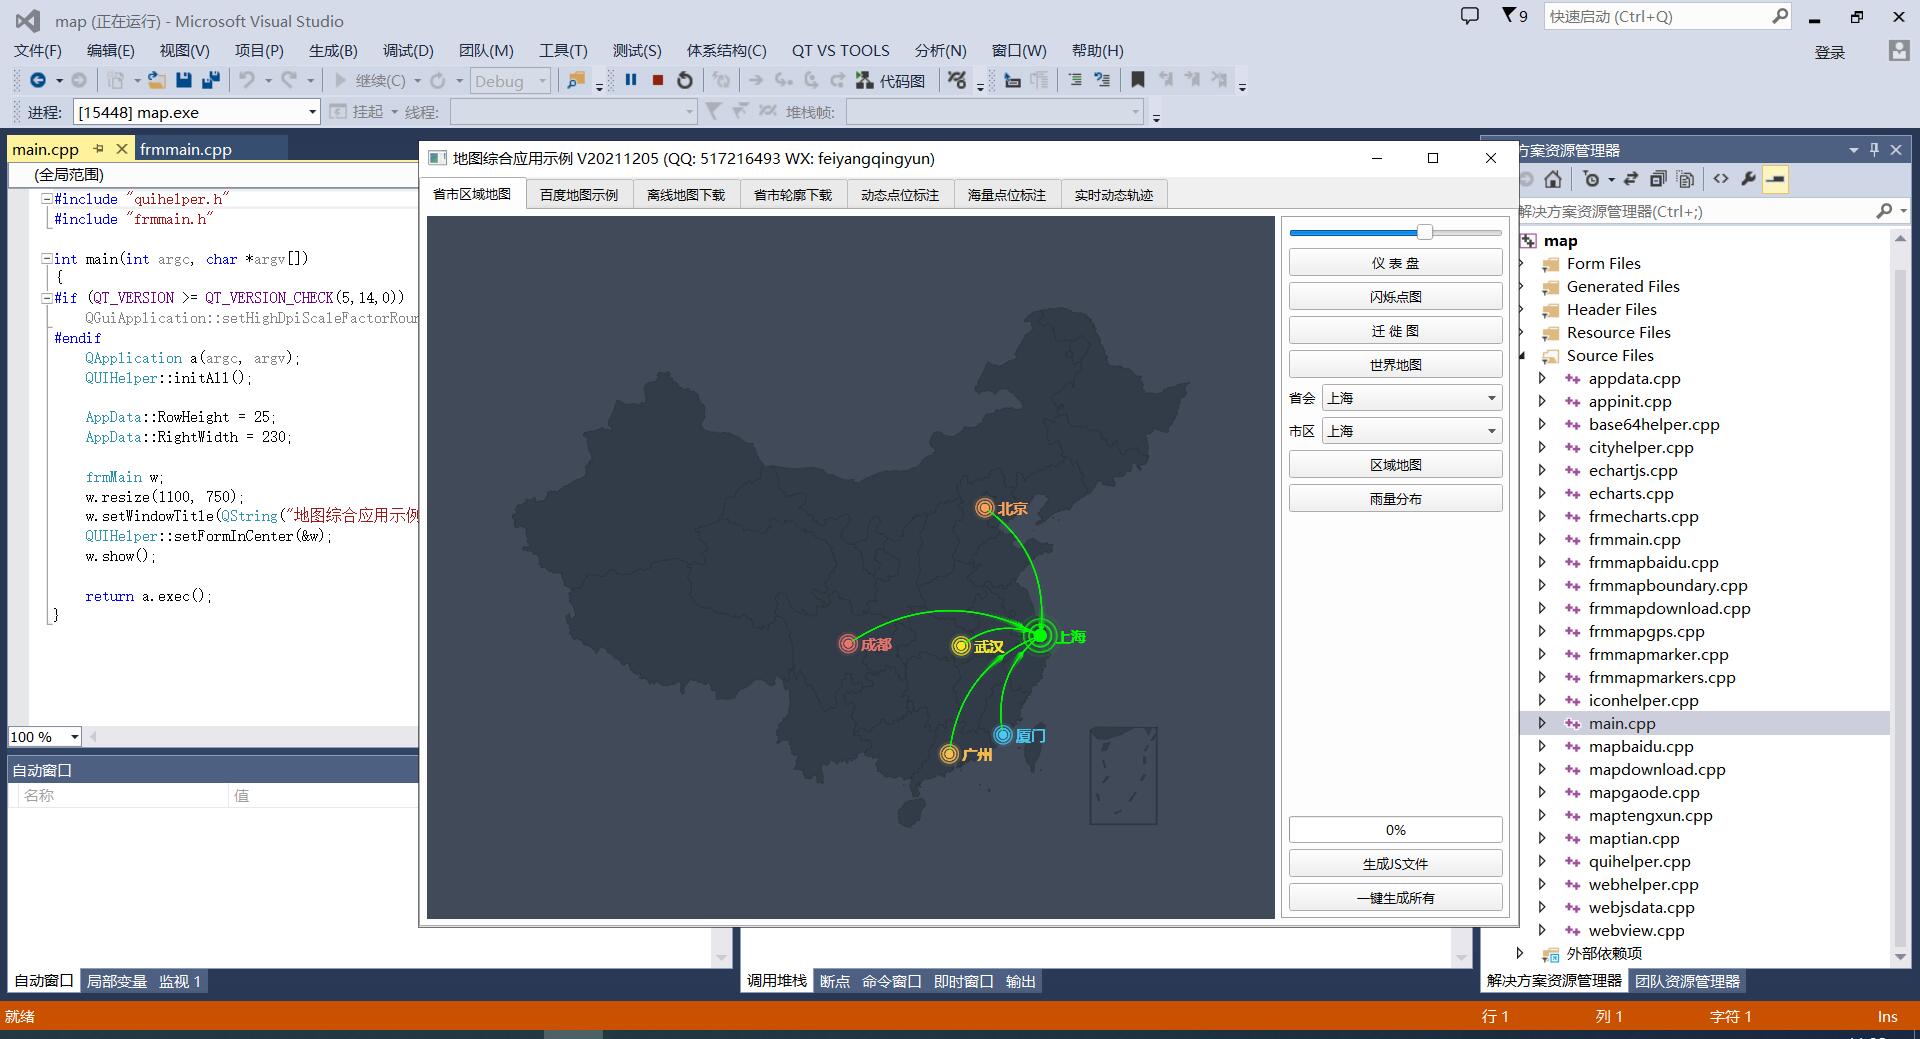 map (正在运行) - Microsoft Visual Studio
9
快速启动 (Ctrl+Q)
文件(F) 编辑(E) 视图(V) 项目(P) 生成(B) 调试(D) 团队(M) 工具(T) 测试(S) 体系结构(C) QT VS TOOLS 分析(N) 窗口(W) 帮助(H)
登录
继续(C) Debug 代码图
进程: [15448] map.exe 挂起 线程: 堆栈帧:
main.cpp frmmain.cpp
(全局范围)
#include "quihelper.h"
#include "frmmain.h"
int main(int argc, char *argv[])
{
#if (QT_VERSION >= QT_VERSION_CHECK(5,14,0))
QGuiApplication::setHighDpiScaleFactorRoun
#endif
QApplication a(argc, argv);
QUIHelper::initAll();
AppData::RowHeight = 25;
AppData::RightWidth = 230;
frmMain w;
w.resize(1100, 750);
w.setWindowTitle(QString("地图综合应用示例
QUIHelper::setFormInCenter(&w);
w.show();
return a.exec();
}
100 %
自动窗口
名称 值
自动窗口 局部变量 监视 1
地图综合应用示例 V20211205 (QQ: 517216493 WX: feiyangqingyun)
省市区域地图 百度地图示例 离线地图下载 省市轮廓下载 动态点位标注 海量点位标注 实时动态轨迹
北京
成都
武汉
上海
厦门
广州
仪 表 盘
闪烁点图
迁 徙 图
世界地图
省会 上海
市区 上海
区域地图
雨量分布
0%
生成JS文件
一键生成所有
调用堆栈 断点 命令窗口 即时窗口 输出
方案资源管理器
解决方案资源管理器(Ctrl+;)
map
Form Files
Generated Files
Header Files
Resource Files
Source Files
appdata.cpp
appinit.cpp
base64helper.cpp
cityhelper.cpp
echartjs.cpp
echarts.cpp
frmecharts.cpp
frmmain.cpp
frmmapbaidu.cpp
frmmapboundary.cpp
frmmapdownload.cpp
frmmapgps.cpp
frmmapmarker.cpp
frmmapmarkers.cpp
iconhelper.cpp
main.cpp
mapbaidu.cpp
mapdownload.cpp
mapgaode.cpp
maptengxun.cpp
maptian.cpp
quihelper.cpp
webhelper.cpp
webjsdata.cpp
webview.cpp
外部依赖项
解决方案资源管理器 团队资源管理器
就绪 行 1 列 1 字符 1 Ins